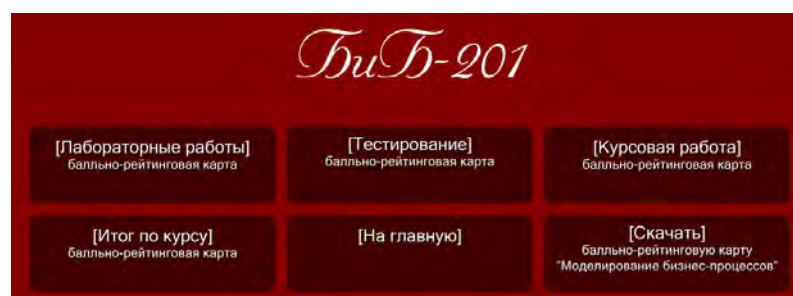 БиБ-201
[Лабораторные работы]
балльно-рейтинговая карта
[Тестирование]
балльно-рейтинговая карта
[Курсовая работа]
балльно-рейтинговая карта
[Итог по курсу]
балльно-рейтинговая карта
[На главную]
[Скачать]
балльно-рейтинговую карту
"Моделирование бизнес-процессов"